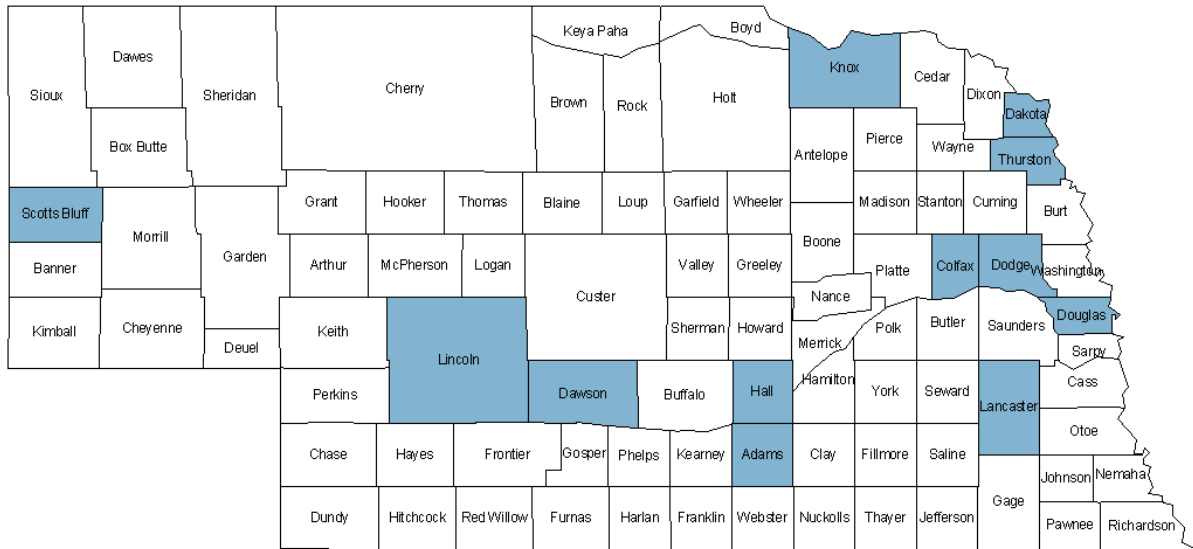 Keya Paha
Boyd
Dawes
Knox
Cedar
Sioux
Sheridan
Cherry
Brown
Rock
Holt
Dixon
Dakota
Box Butte
Antelope
Pierce
Wayne
Thurston
Scotts Bluff
Grant
Hooker
Thomas
Blaine
Loup
Garfield
Wheeler
Madison
Stanton
Cuming
Burt
Morrill
Garden
Boone
Banner
Arthur
McPherson
Logan
Valley
Greeley
Platte
Colfax
Dodge
Washington
Custer
Nance
Kimball
Cheyenne
Keith
Sherman
Howard
Polk
Butler
Saunders
Douglas
Deuel
Lincoln
Merrick
Sarpy
Perkins
Dawson
Buffalo
Hall
Hamilton
York
Seward
Lancaster
Cass
Otoe
Chase
Hayes
Frontier
Gosper
Phelps
Kearney
Adams
Clay
Fillmore
Saline
Johnson
Nemaha
Gage
Dundy
Hitchcock
Red Willow
Furnas
Harlan
Franklin
Webster
Nuckolls
Thayer
Jefferson
Pawnee
Richardson